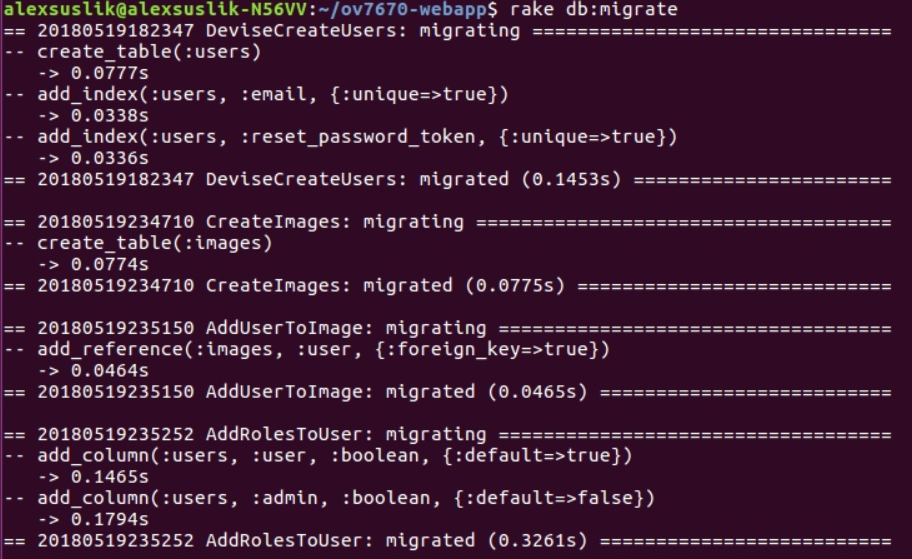 alexsuslik@alexsuslik-N56VV:~/ov7670-webapp$ rake db:migrate
== 20180519182347 DeviseCreateUsers: migrating ================================
-- create_table(:users)
   -> 0.0777s
-- add_index(:users, :email, {:unique=>true})
   -> 0.0338s
-- add_index(:users, :reset_password_token, {:unique=>true})
   -> 0.0336s
== 20180519182347 DeviseCreateUsers: migrated (0.1453s) =======================

== 20180519234710 CreateImages: migrating =====================================
-- create_table(:images)
   -> 0.0774s
== 20180519234710 CreateImages: migrated (0.0775s) ============================

== 20180519235150 AddUserToImage: migrating ===================================
-- add_reference(:images, :user, {:foreign_key=>true})
   -> 0.0464s
== 20180519235150 AddUserToImage: migrated (0.0465s) ==========================

== 20180519235252 AddRolesToUser: migrating ===================================
-- add_column(:users, :user, :boolean, {:default=>true})
   -> 0.1465s
-- add_column(:users, :admin, :boolean, {:default=>false})
   -> 0.1794s
== 20180519235252 AddRolesToUser: migrated (0.3261s) ==========================